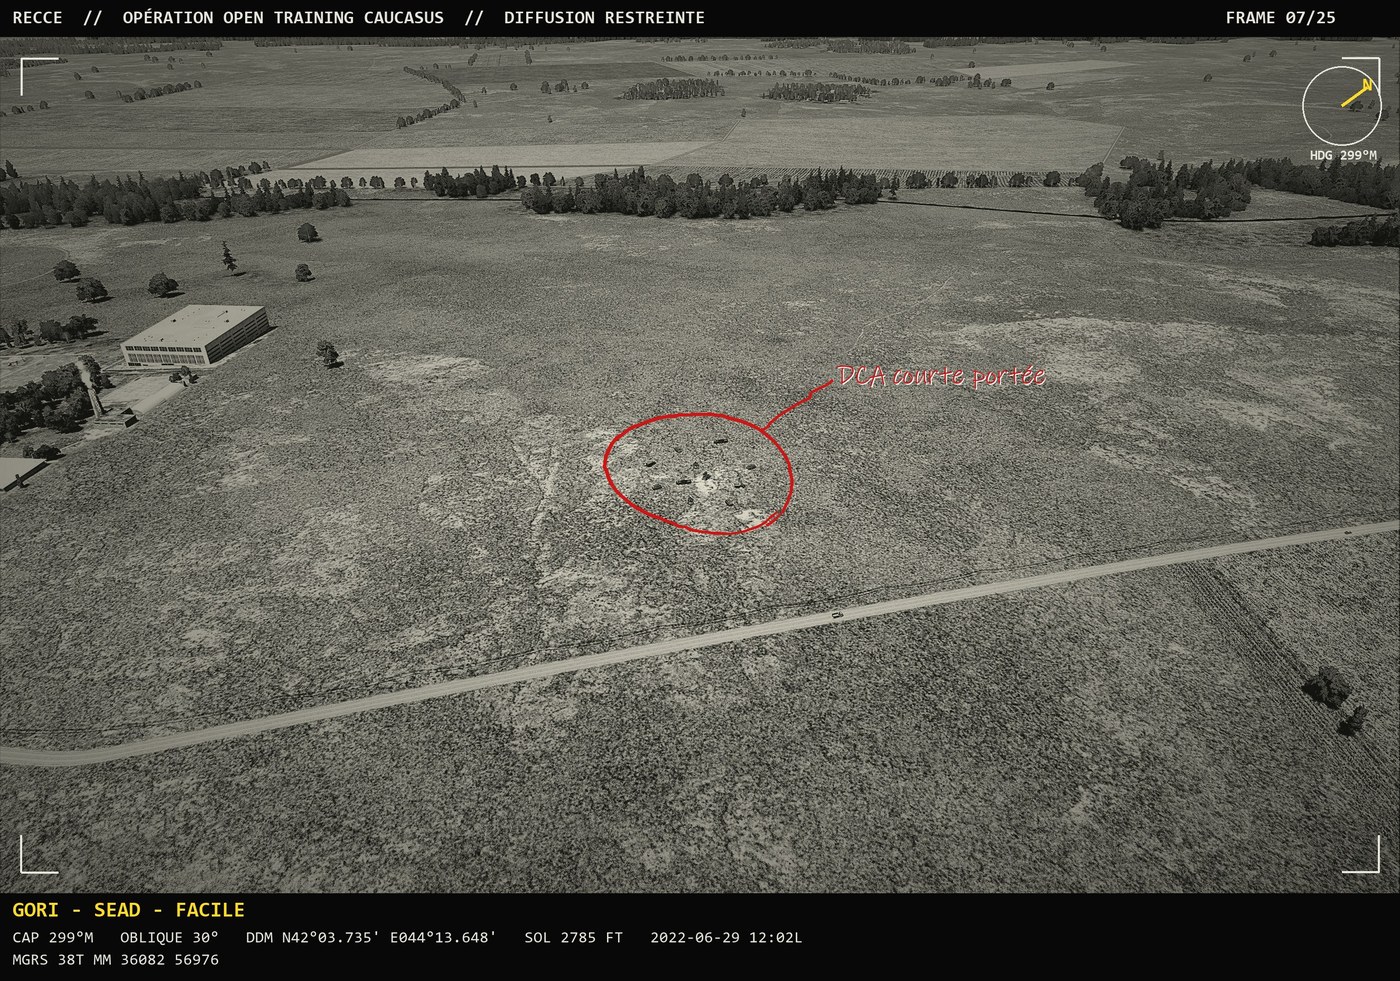 RECCE // OPÉRATION OPEN TRAINING CAUCASUS // DIFFUSION RESTREINTE
FRAME 07/25
N
HDG 299°M
DCA courte portée
GORI - SEAD - FACILE
CAP 299°M OBLIQUE 30° DDM N42°03.735' E044°13.648' SOL 2785 FT 2022-06-29 12:02L
MGRS 38T MM 36082 56976